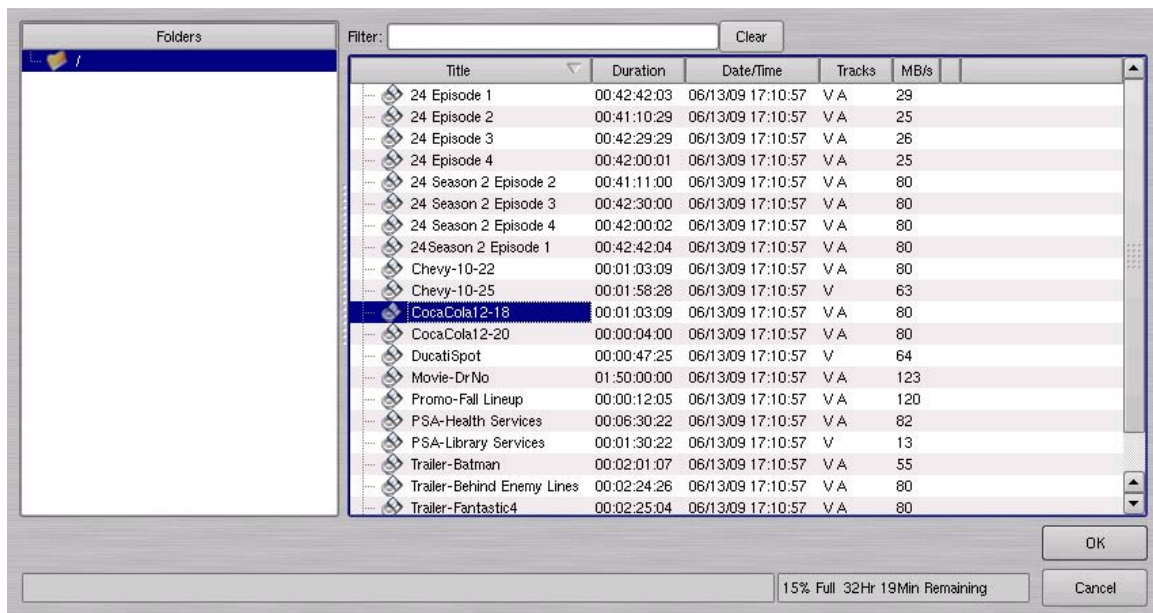 Folders
/
Filter: Clear
Title Duration Date/Time Tracks MB/s
24 Episode 1 00:42:42:03 06/13/09 17:10:57 V A 29
24 Episode 2 00:41:10:29 06/13/09 17:10:57 V A 25
24 Episode 3 00:42:29:29 06/13/09 17:10:57 V A 26
24 Episode 4 00:42:00:01 06/13/09 17:10:57 V A 25
24 Season 2 Episode 2 00:41:11:00 06/13/09 17:10:57 V A 80
24 Season 2 Episode 3 00:42:30:00 06/13/09 17:10:57 V A 80
24 Season 2 Episode 4 00:42:00:02 06/13/09 17:10:57 V A 80
24Season 2 Episode 1 00:42:42:04 06/13/09 17:10:57 V A 80
Chevy-10-22 00:01:03:09 06/13/09 17:10:57 V A 80
Chevy-10-25 00:01:58:28 06/13/09 17:10:57 V 63
CocaCola12-18 00:01:03:09 06/13/09 17:10:57 V A 80
CocaCola12-20 00:00:04:00 06/13/09 17:10:57 V A 80
DucatiSpot 00:00:47:25 06/13/09 17:10:57 V 64
Movie-DrNo 01:50:00:00 06/13/09 17:10:57 V A 123
Promo-Fall Lineup 00:00:12:05 06/13/09 17:10:57 V A 120
PSA-Health Services 00:06:30:22 06/13/09 17:10:57 V A 82
PSA-Library Services 00:01:30:22 06/13/09 17:10:57 V 13
Trailer-Batman 00:02:01:07 06/13/09 17:10:57 V A 55
Trailer-Behind Enemy Lines 00:02:24:26 06/13/09 17:10:57 V A 80
Trailer-Fantastic4 00:02:25:04 06/13/09 17:10:57 V A 80
OK
15% Full 32Hr 19Min Remaining
Cancel